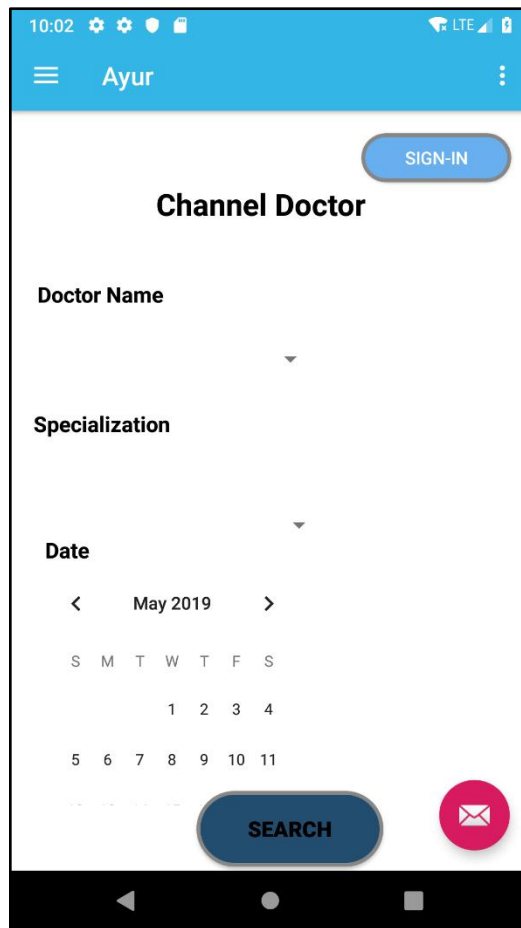 10:02 LTE
Ayur
SIGN-IN
Channel Doctor
Doctor Name
Specialization
Date
May 2019
S M T W T F S
1 2 3 4
5 6 7 8 9 10 11
SEARCH